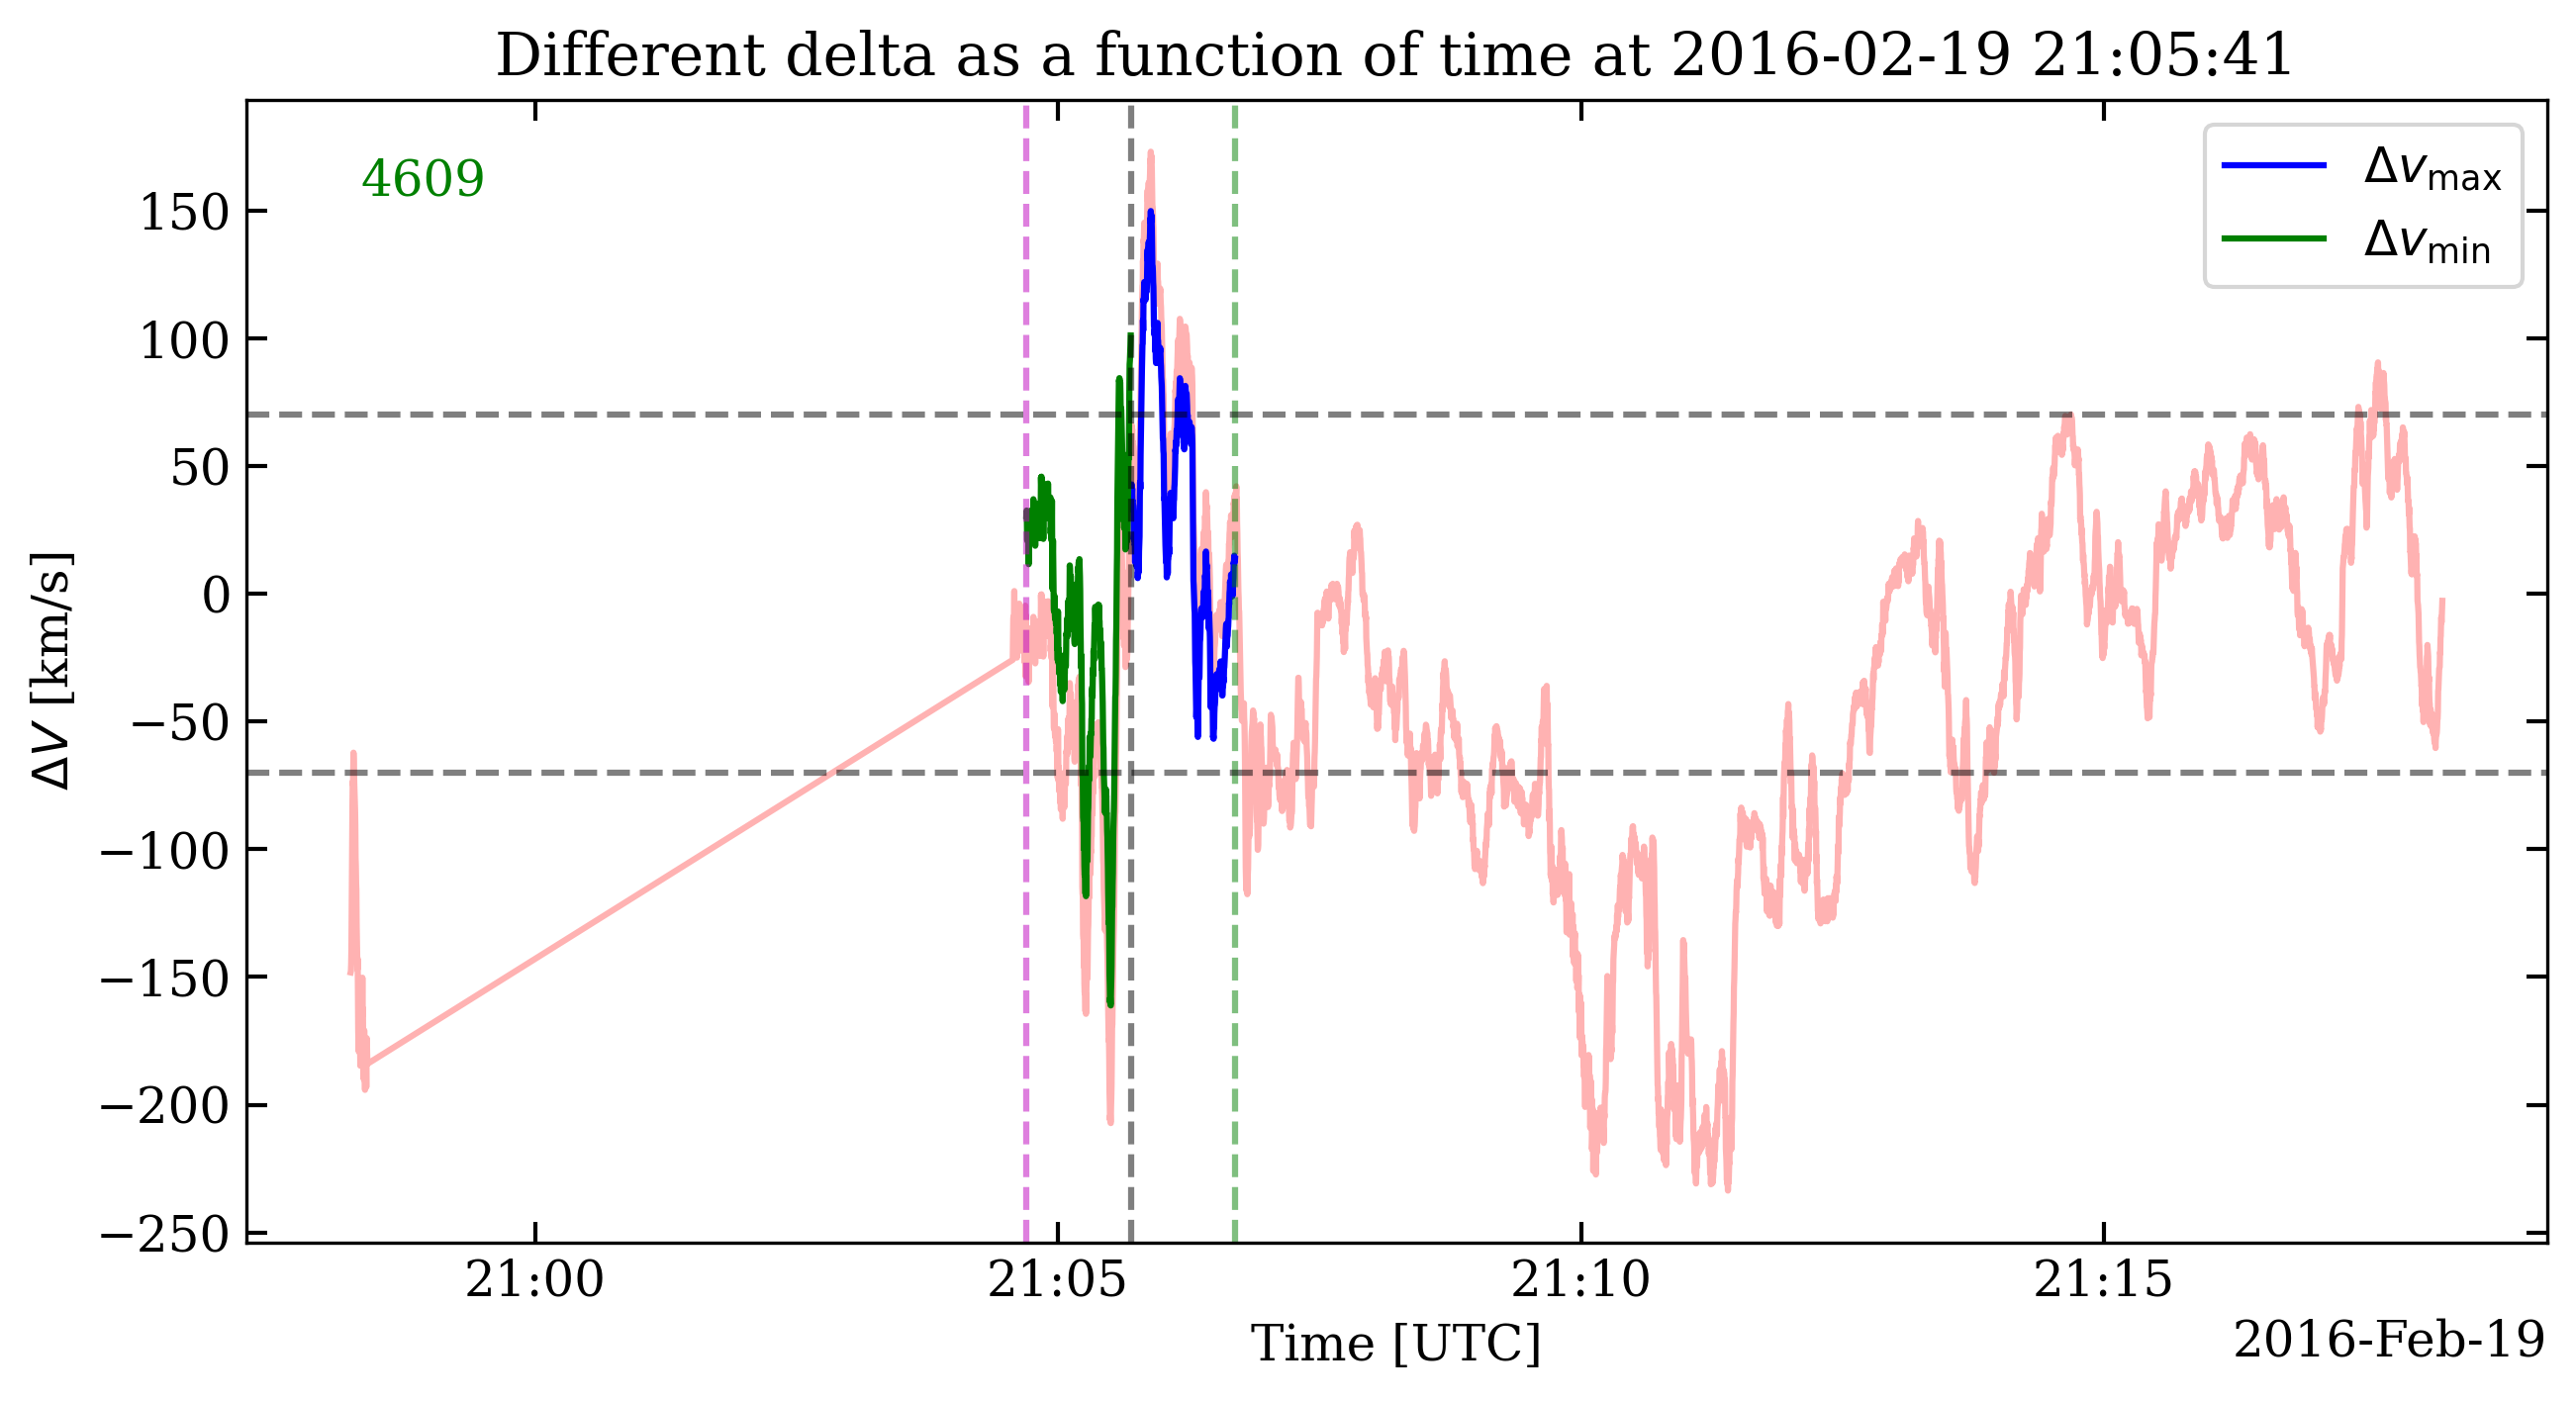 Different delta as a function of time at 2016-02-19 21:05:41
4609
Δv_max
Δv_min
150
100
50
0
−50
−100
−150
−200
−250
ΔV [km/s]
21:00 21:05 21:10 21:15
Time [UTC]
2016-Feb-19